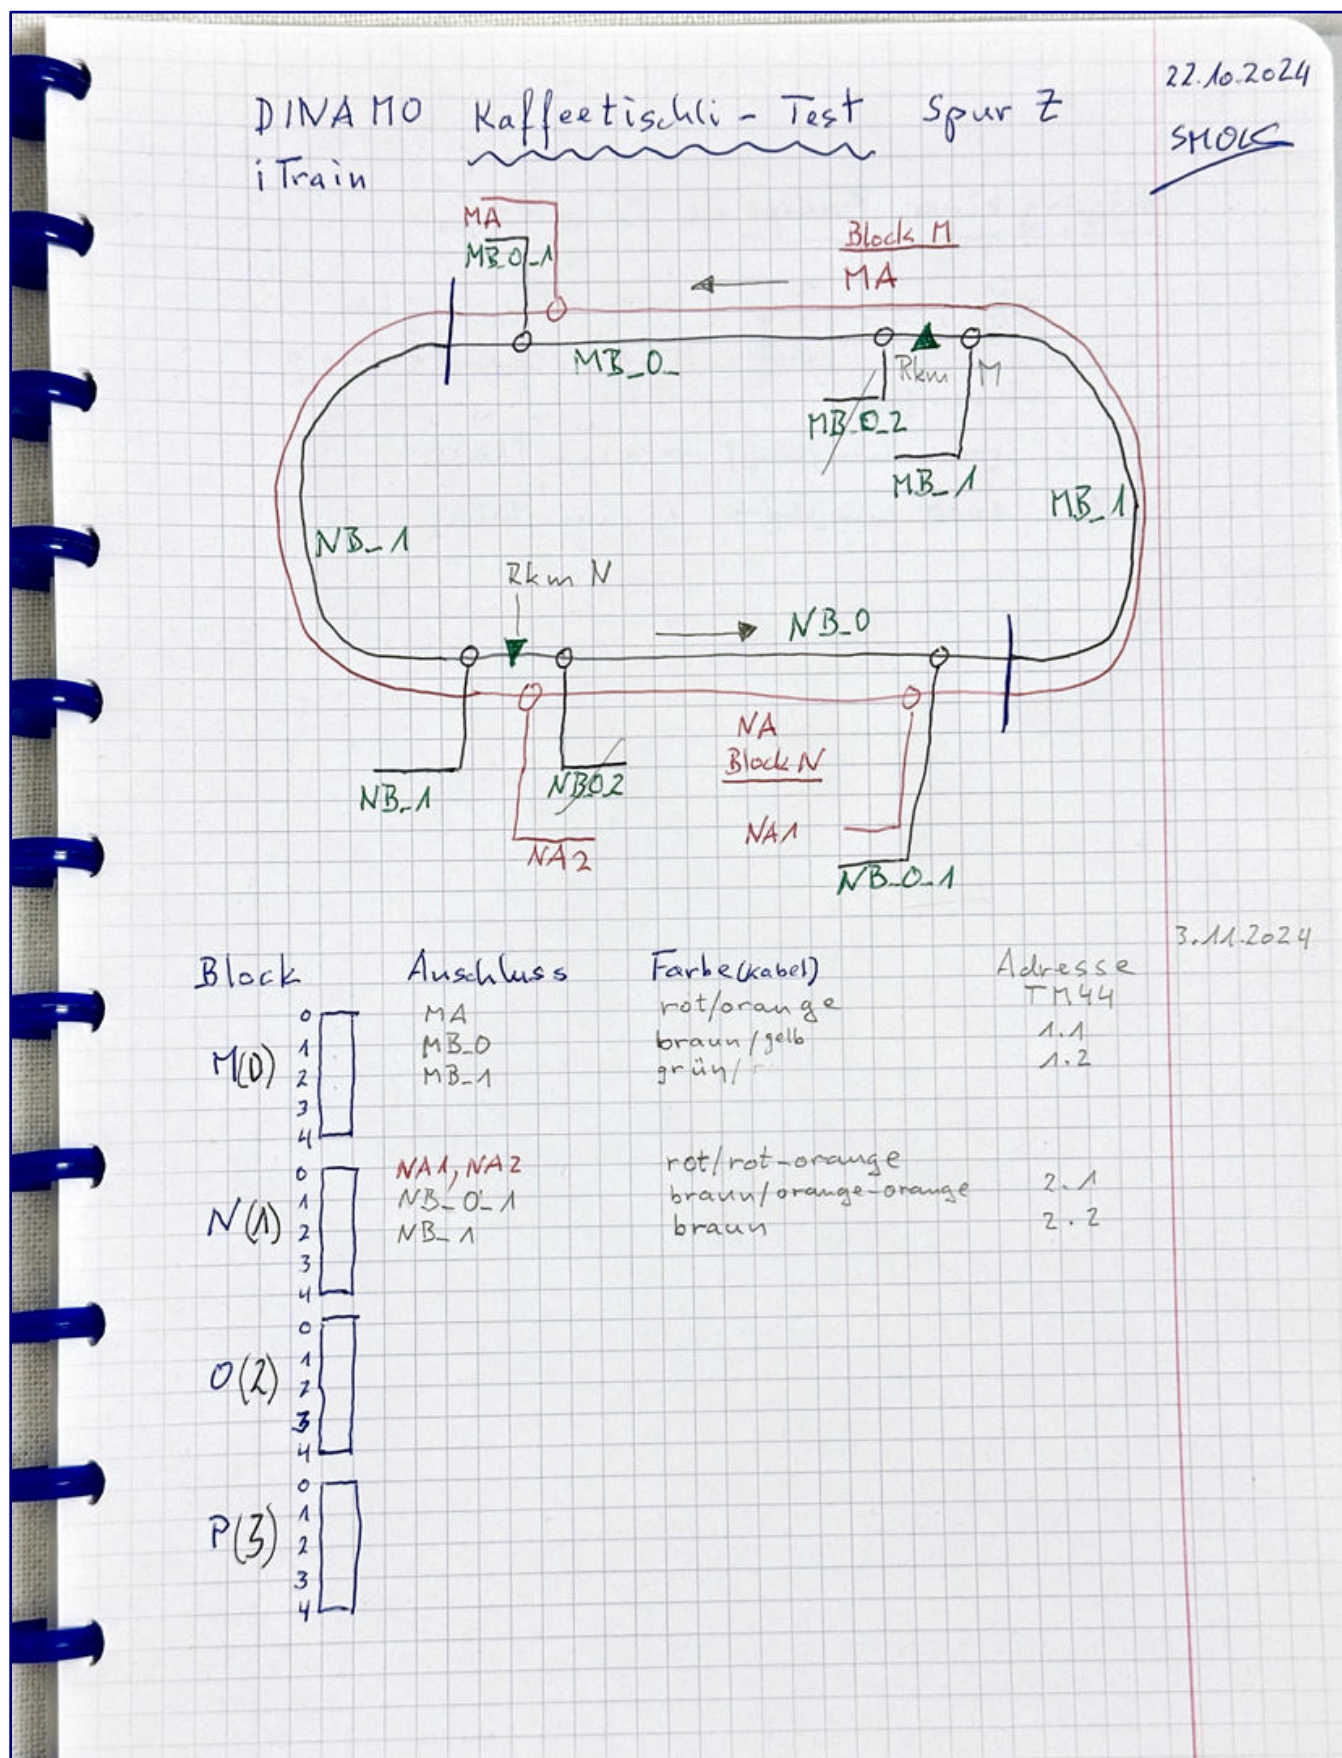 22.10.2024
DINAMO Kaffeetischli - Test Spur Z
iTrain
MA
MB_0_1
Block M
MA
MB_0_
Rkm M
MB_0_2
MB_1
MB_1
NB_1
Rkm N
NB_0
NB_1
NB02
NA
Block N
NA1
NA2
NB_0_1
3.11.2024
Block Anschluss Farbe (Kabel) Adresse
TM44
M(0)
0 MA rot/orange
1 MB_0 braun/gelb 1.1
2 MB_1 grün/ 1.2
3
4
N(1)
0 NA1, NA2 rot/rot-orange
1 NB_0_1 braun/orange-orange 2.1
2 NB_1 braun 2.2
3
4
O(2)
0
1
2
3
4
P(3)
0
1
2
3
4